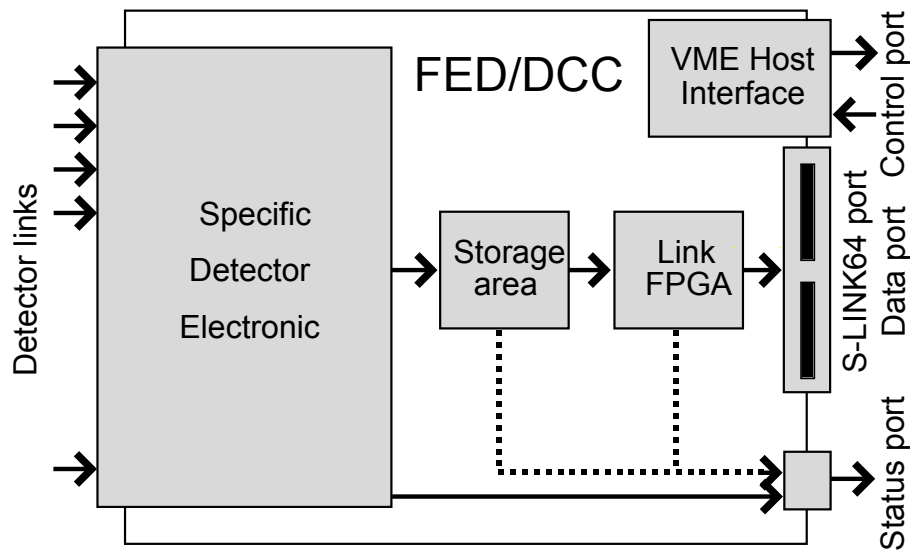 FED/DCC
VME Host
Interface
Control port
Detector links
Specific
Detector
Electronic
Storage
area
Link
FPGA
S-LINK64 port
Data port
Status port